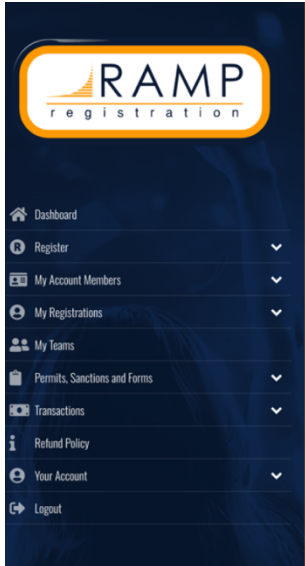 RAMP
registration
Dashboard
Register
My Account Members
My Registrations
My Teams
Permits, Sanctions and Forms
Transactions
Refund Policy
Your Account
Logout